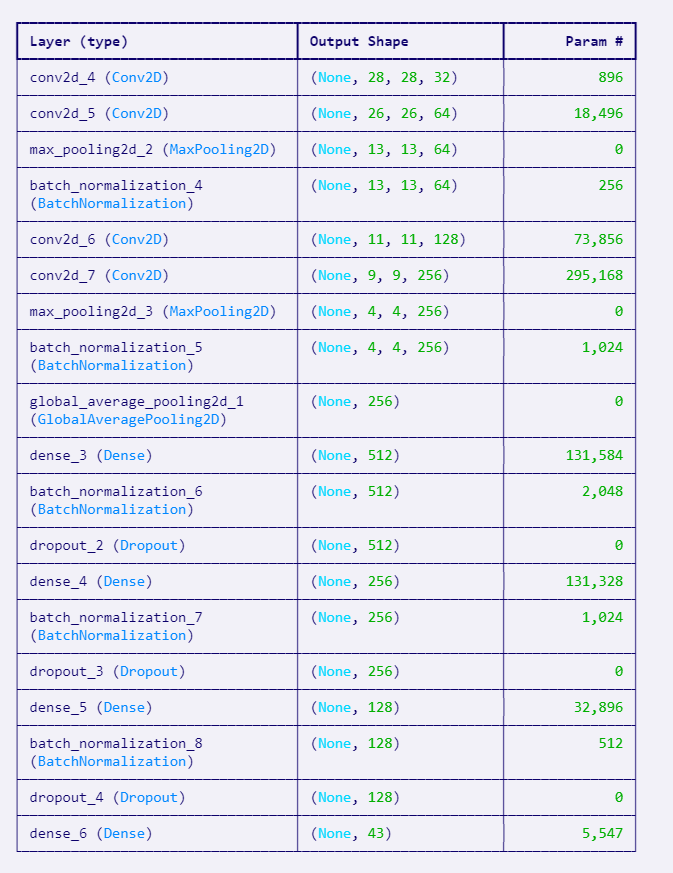 Layer (type) Output Shape Param #
conv2d_4 (Conv2D) (None, 28, 28, 32) 896
conv2d_5 (Conv2D) (None, 26, 26, 64) 18,496
max_pooling2d_2 (MaxPooling2D) (None, 13, 13, 64) 0
batch_normalization_4 (None, 13, 13, 64) 256
(BatchNormalization)
conv2d_6 (Conv2D) (None, 11, 11, 128) 73,856
conv2d_7 (Conv2D) (None, 9, 9, 256) 295,168
max_pooling2d_3 (MaxPooling2D) (None, 4, 4, 256) 0
batch_normalization_5 (None, 4, 4, 256) 1,024
(BatchNormalization)
global_average_pooling2d_1 (None, 256) 0
(GlobalAveragePooling2D)
dense_3 (Dense) (None, 512) 131,584
batch_normalization_6 (None, 512) 2,048
(BatchNormalization)
dropout_2 (Dropout) (None, 512) 0
dense_4 (Dense) (None, 256) 131,328
batch_normalization_7 (None, 256) 1,024
(BatchNormalization)
dropout_3 (Dropout) (None, 256) 0
dense_5 (Dense) (None, 128) 32,896
batch_normalization_8 (None, 128) 512
(BatchNormalization)
dropout_4 (Dropout) (None, 128) 0
dense_6 (Dense) (None, 43) 5,547